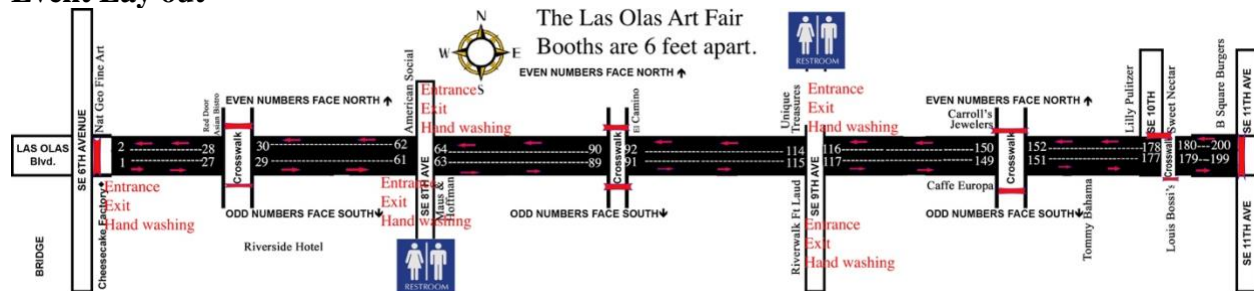 Event Lay out
The Las Olas Art Fair
Booths are 6 feet apart.
N
W E
S
RESTROOM
EVEN NUMBERS FACE NORTH
EVEN NUMBERS FACE NORTH
EVEN NUMBERS FACE NORTH
Nat Geo Fine Art
Red Door
Asian Bistro
American Social
El Camino
Unique
Treasures
Carroll's
Jewelers
Lilly Pulitzer
SE 10TH
Sweet Nectar
B Square Burgers
SE 11TH AVE
Entrance
Exit
Hand washing
Entrance
Exit
Hand washing
LAS OLAS
Blvd.
SE 6TH AVENUE
2 28 30 62 64 90 92 114 116 150 152 178 180 200
1 27 29 61 63 89 91 115 117 149 151 177 179 199
Crosswalk
Crosswalk
Crosswalk
Crosswalk
Entrance
Exit
Hand washing
Entrance
Exit
Hand washing
Entrance
Exit
Hand washing
BRIDGE
Cheesecake Factory
SE 8TH AVE
Maus &
Hoffman
SE 9TH AVE
Riverwalk Ft Laud
Caffe Europa
Tommy Bahama
Louis Bossi's
SE 11TH AVE
ODD NUMBERS FACE SOUTH
ODD NUMBERS FACE SOUTH
ODD NUMBERS FACE SOUTH
Riverside Hotel
RESTROOM